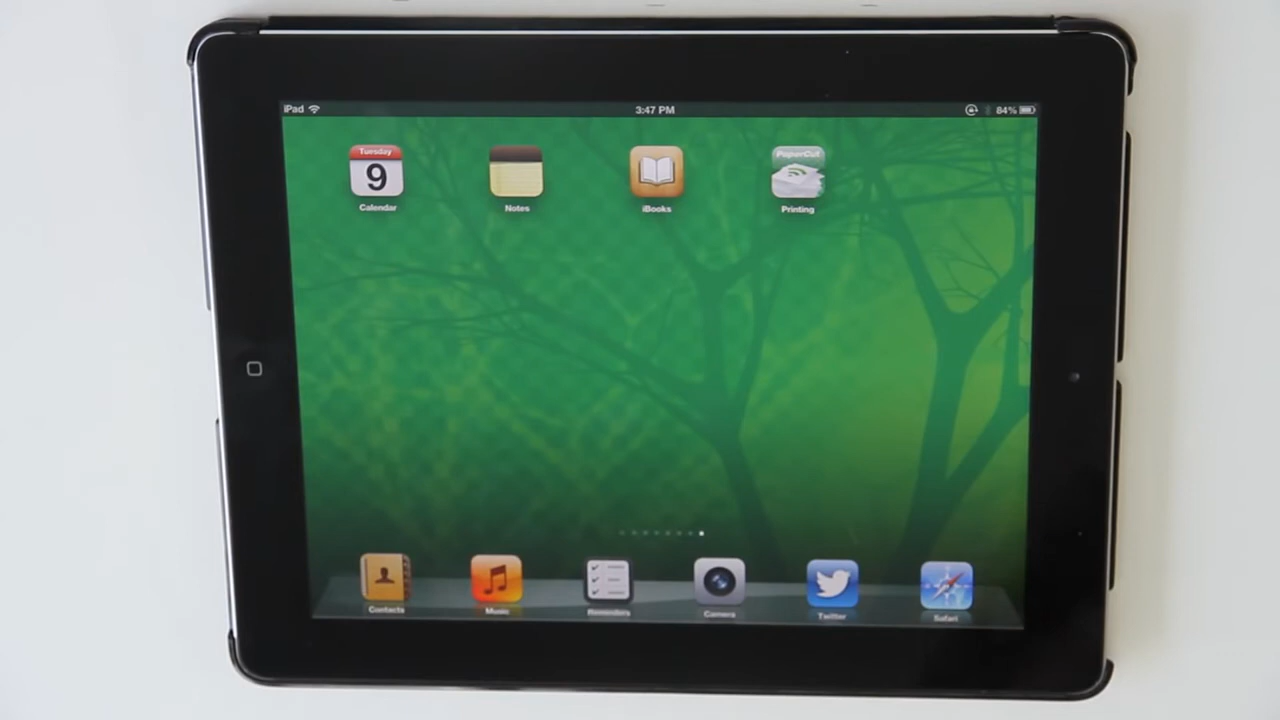 iPad 3:47 PM 84%
Tuesday PaperCut
9
Calendar Notes iBooks Printing
Contacts Music Reminders Camera Twitter Safari